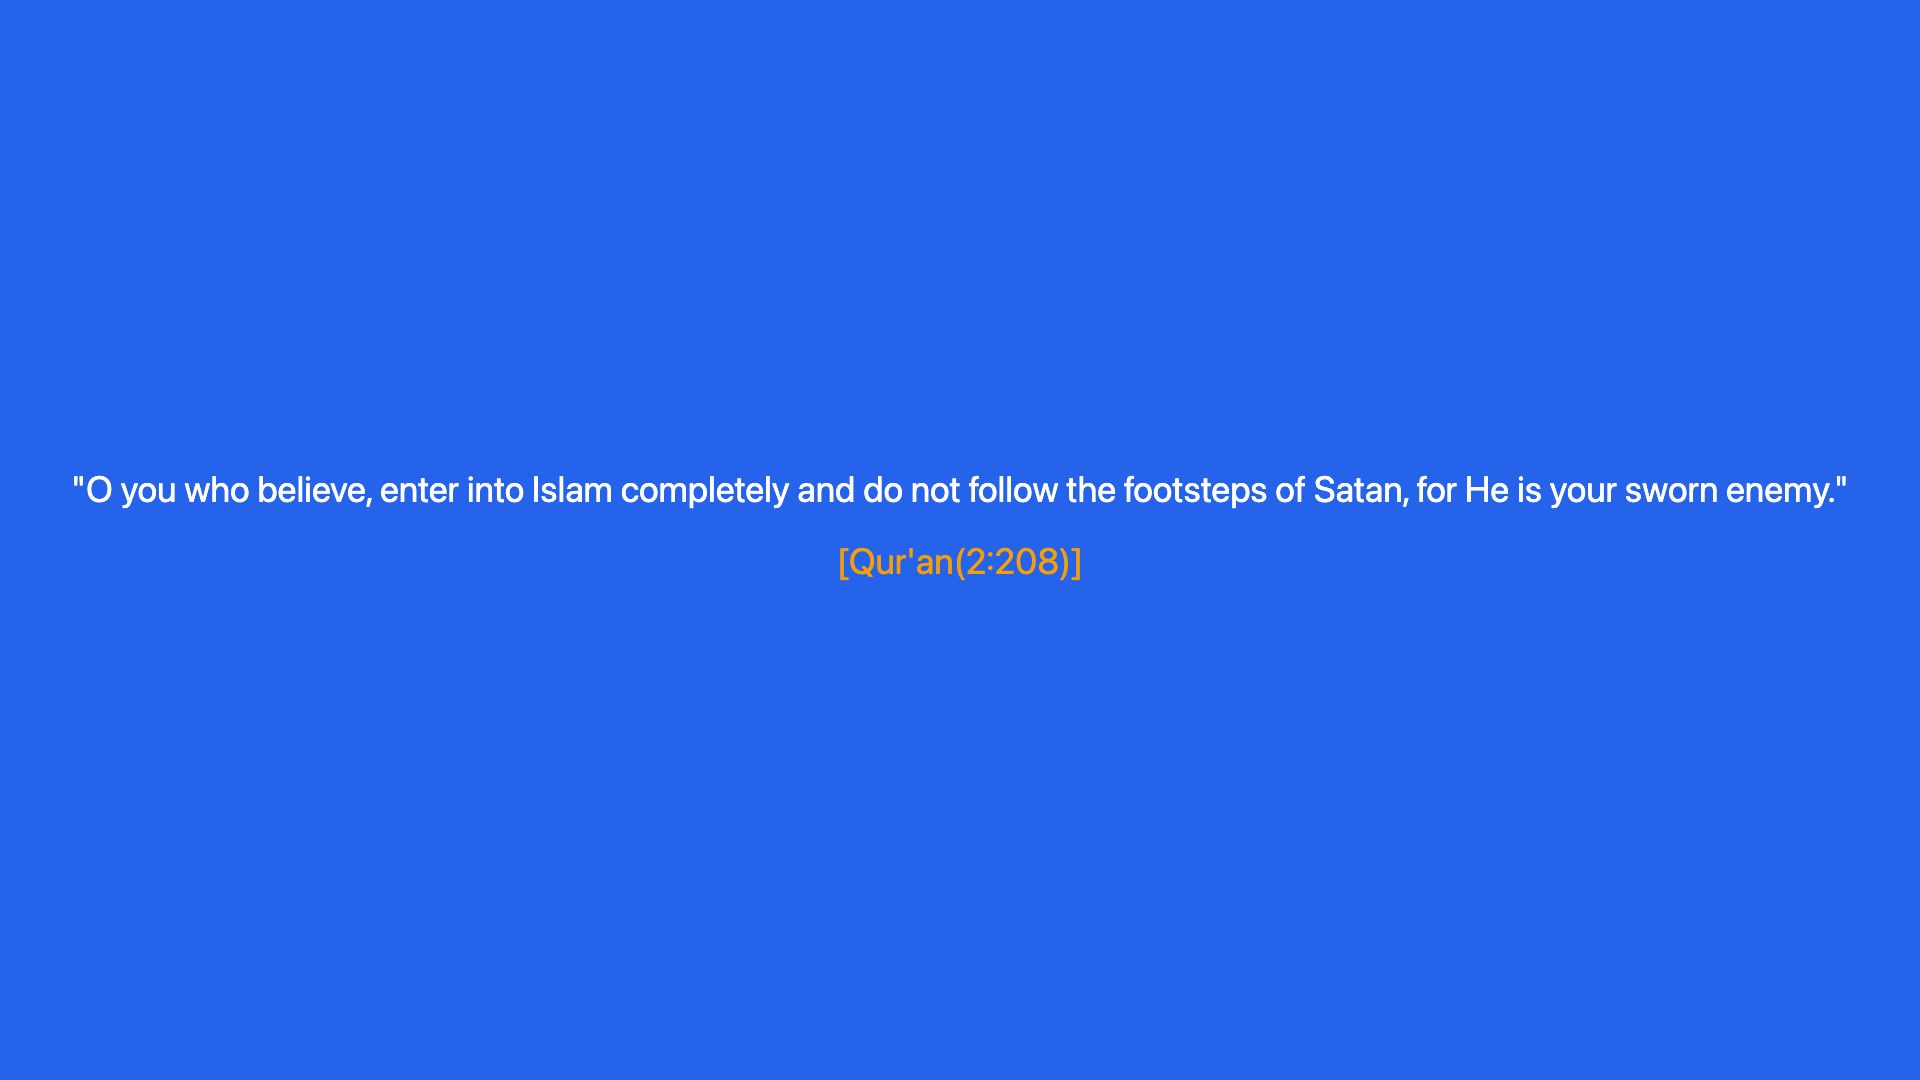 "O you who believe, enter into Islam completely and do not follow the footsteps of Satan, for He is your sworn enemy."
[Qur'an(2:208)]